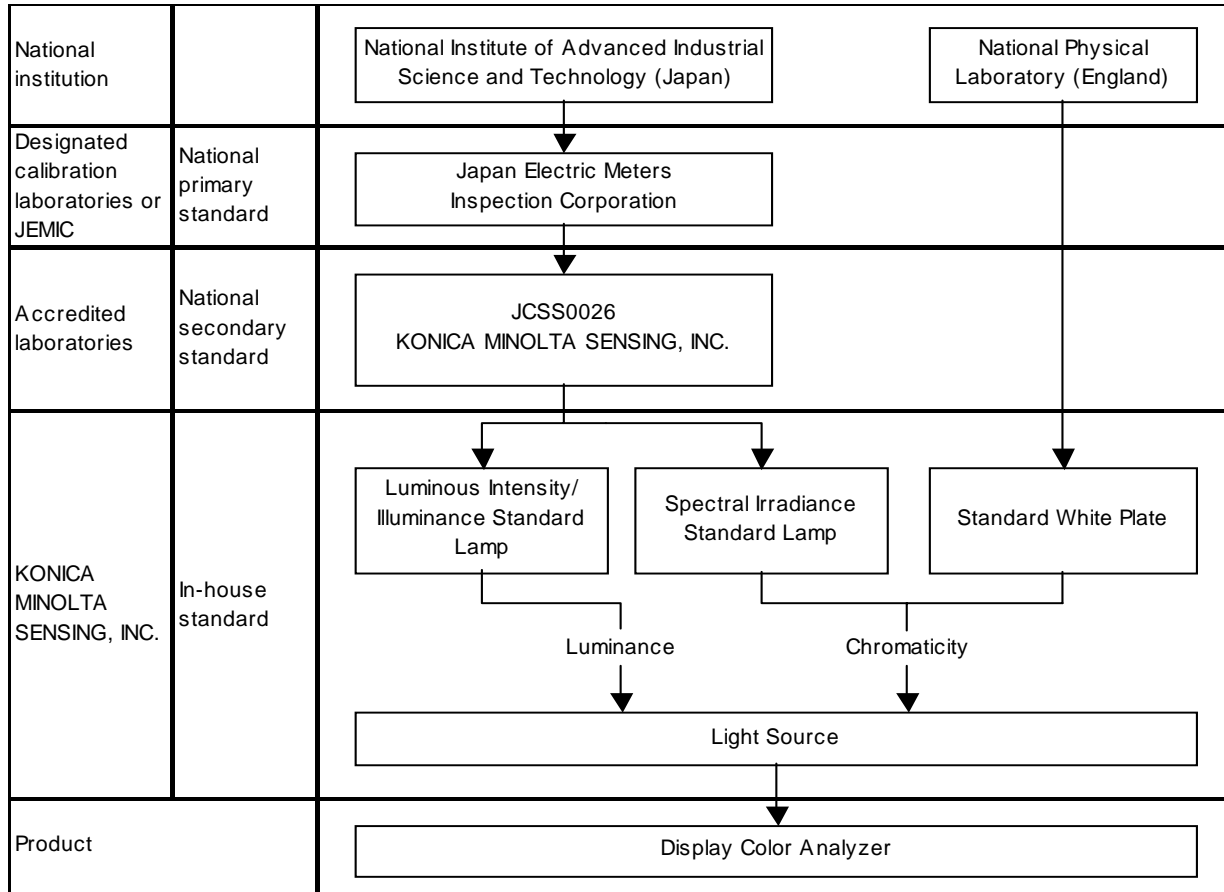 National
institution
National Institute of Advanced Industrial
Science and Technology (Japan)
National Physical
Laboratory (England)
Designated
calibration
laboratories or
JEMIC
National
primary
standard
Japan Electric Meters
Inspection Corporation
Accredited
laboratories
National
secondary
standard
JCSS0026
KONICA MINOLTA SENSING, INC.
KONICA
MINOLTA
SENSING, INC.
In-house
standard
Luminous Intensity/
Illuminance Standard
Lamp
Spectral Irradiance
Standard Lamp
Standard White Plate
Luminance
Chromaticity
Light Source
Product
Display Color Analyzer